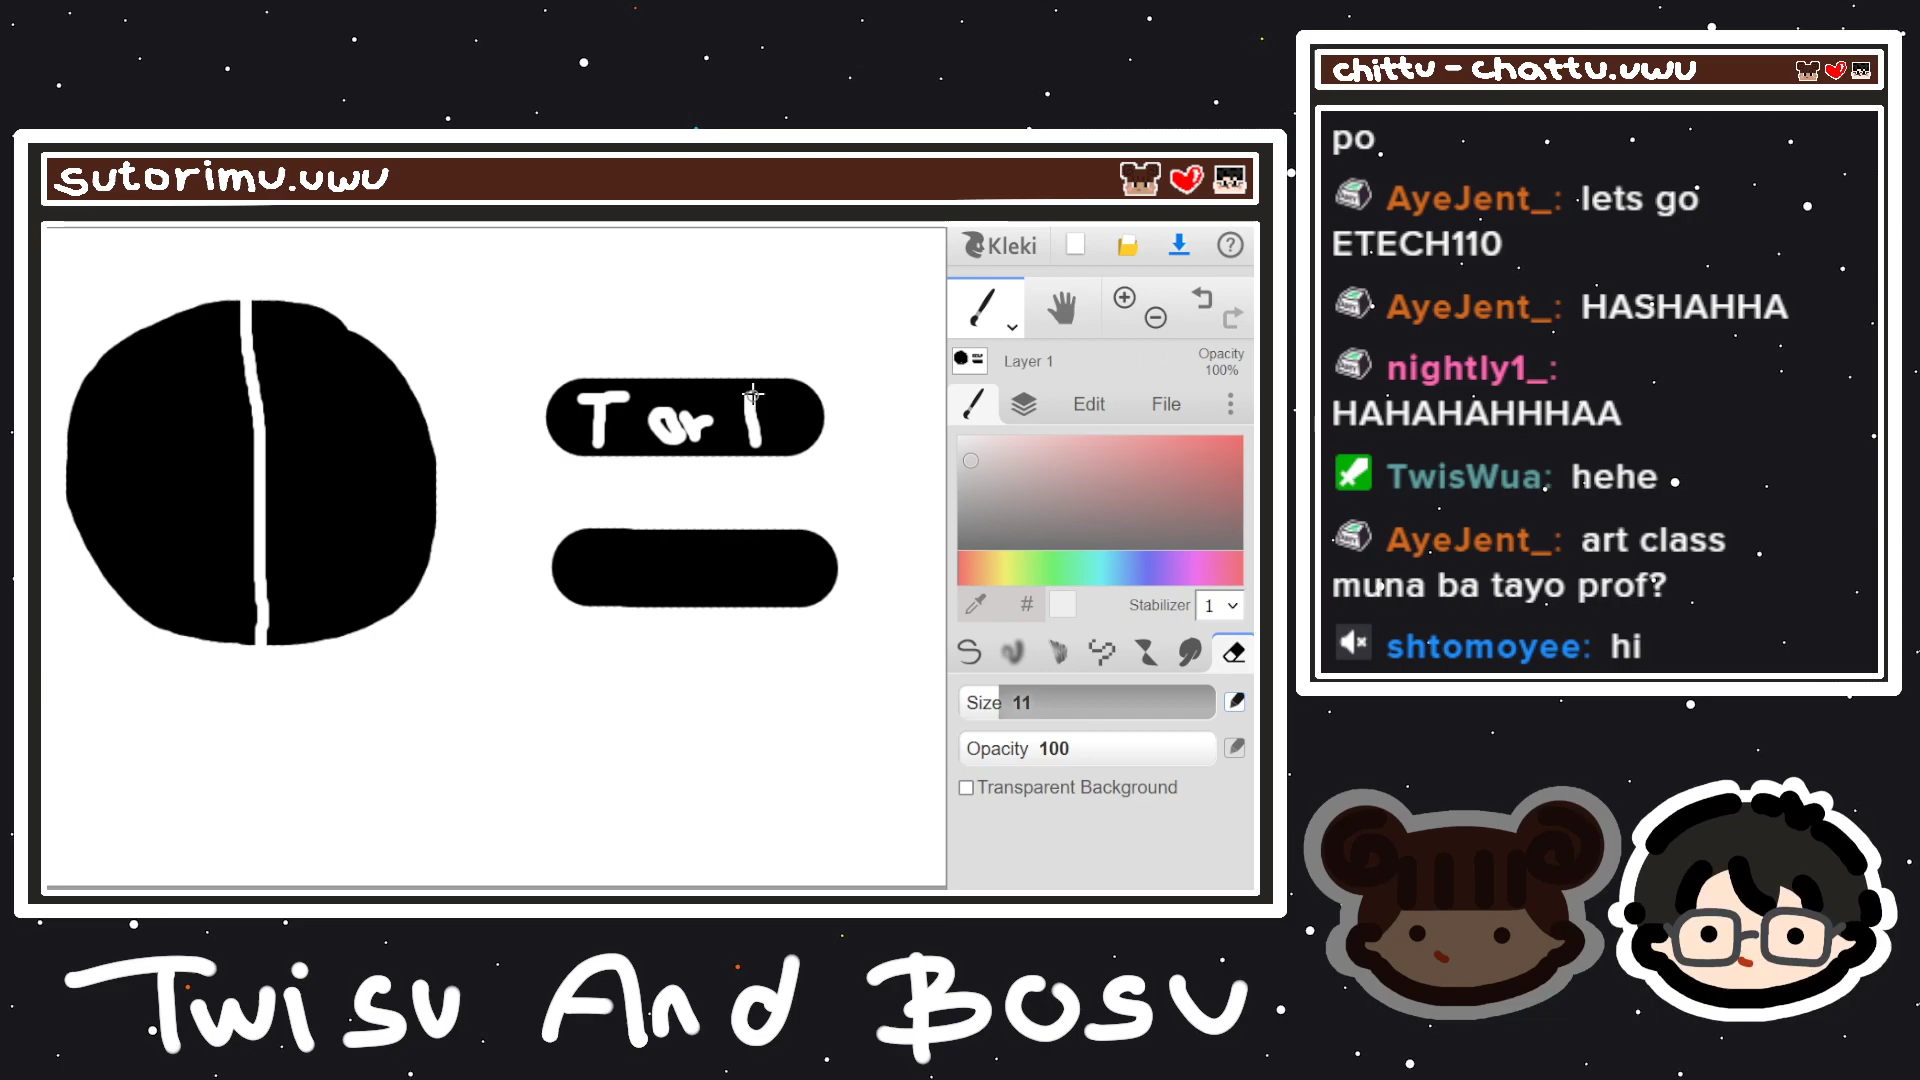 chittu - chattu.uwu
po
AyeJent_: lets go
ETECH110
AyeJent_: HASHAHHA
nightly1_:
HAHAHAHHHAA
TwisWua: hehe
AyeJent_: art class
muna ba tayo prof?
shtomoyee: hi
sutorimu.uwu
T or 1
Kleki
Layer 1
Opacity
100%
Edit
File
#
Stabilizer 1
Size 11
Opacity 100
Transparent Background
Twisu And Bosu